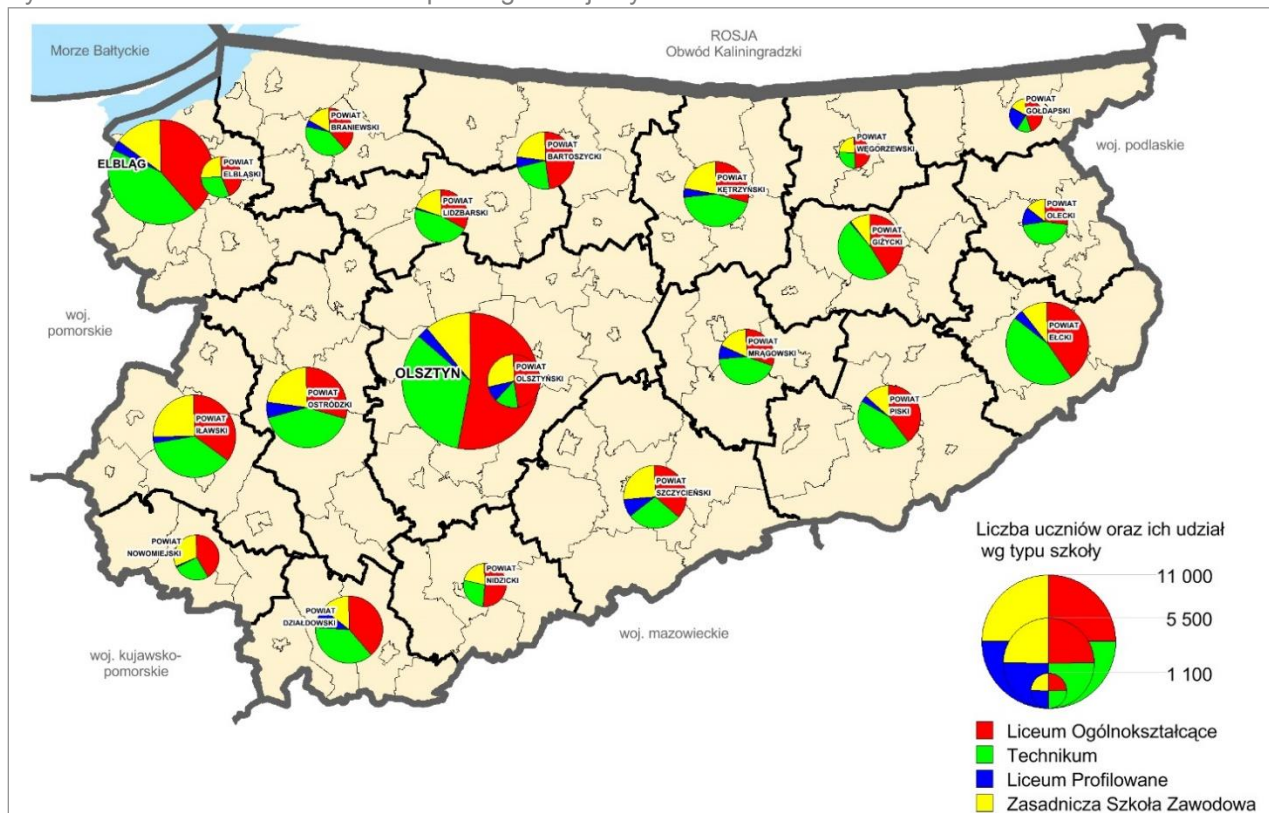 Morze Bałtyckie
ROSJA
Obwód Kaliningradzki
woj. podlaskie
POWIAT
GOŁDAPSKI
POWIAT
BRANIEWSKI
POWIAT
WĘGORZEWSKI
POWIAT
BARTOSZYCKI
ELBLĄG
POWIAT
ELBLĄSKI
POWIAT
KĘTRZYŃSKI
POWIAT
LIDZBARSKI
POWIAT
OLECKI
POWIAT
GIŻYCKI
woj.
pomorskie
POWIAT
EŁCKI
POWIAT
MRĄGOWSKI
OLSZTYN
POWIAT
OLSZTYŃSKI
POWIAT
OSTRÓDZKI
POWIAT
PISKI
POWIAT
IŁAWSKI
POWIAT
SZCZYCIEŃSKI
POWIAT
NOWOMIEJSKI
POWIAT
NIDZICKI
POWIAT
DZIAŁDOWSKI
woj. mazowieckie
woj. kujawsko-
pomorskie
Liczba uczniów oraz ich udział
wg typu szkoły
11 000
5 500
1 100
Liceum Ogólnokształcące
Technikum
Liceum Profilowane
Zasadnicza Szkoła Zawodowa